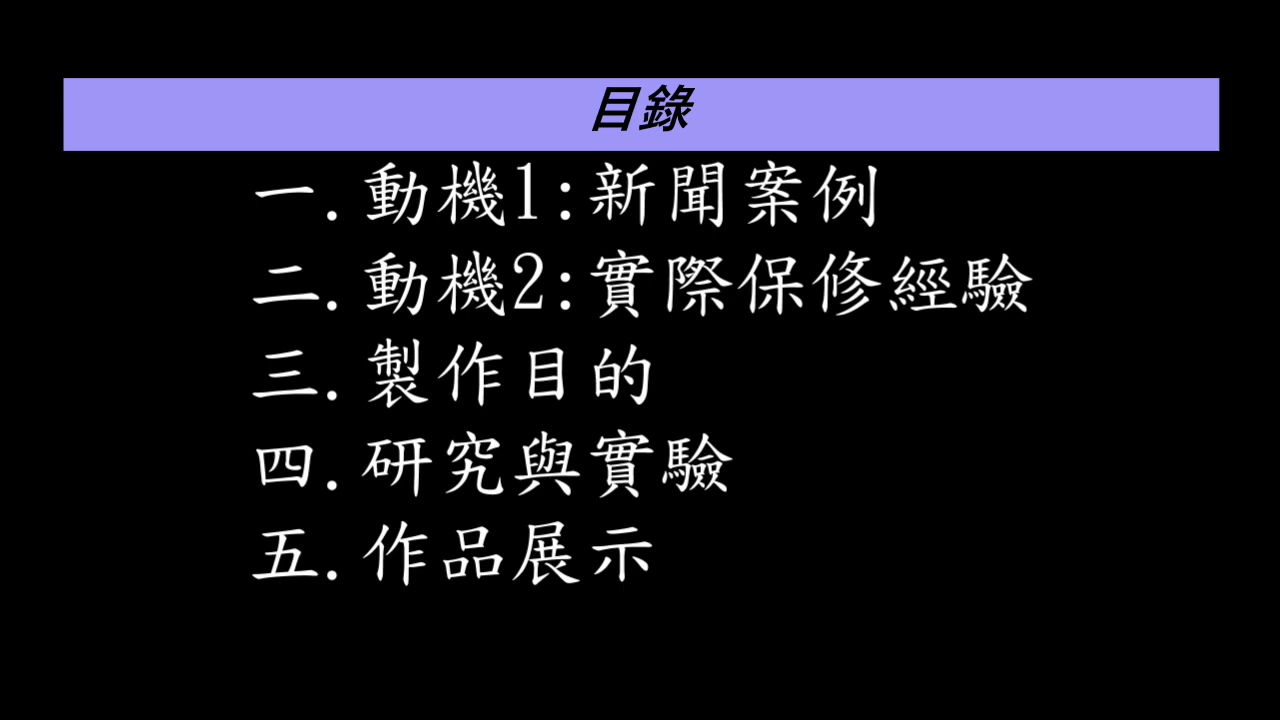 目錄
一.動機1:新聞案例
二.動機2:實際保修經驗
三.製作目的
四.研究與實驗
五.作品展示